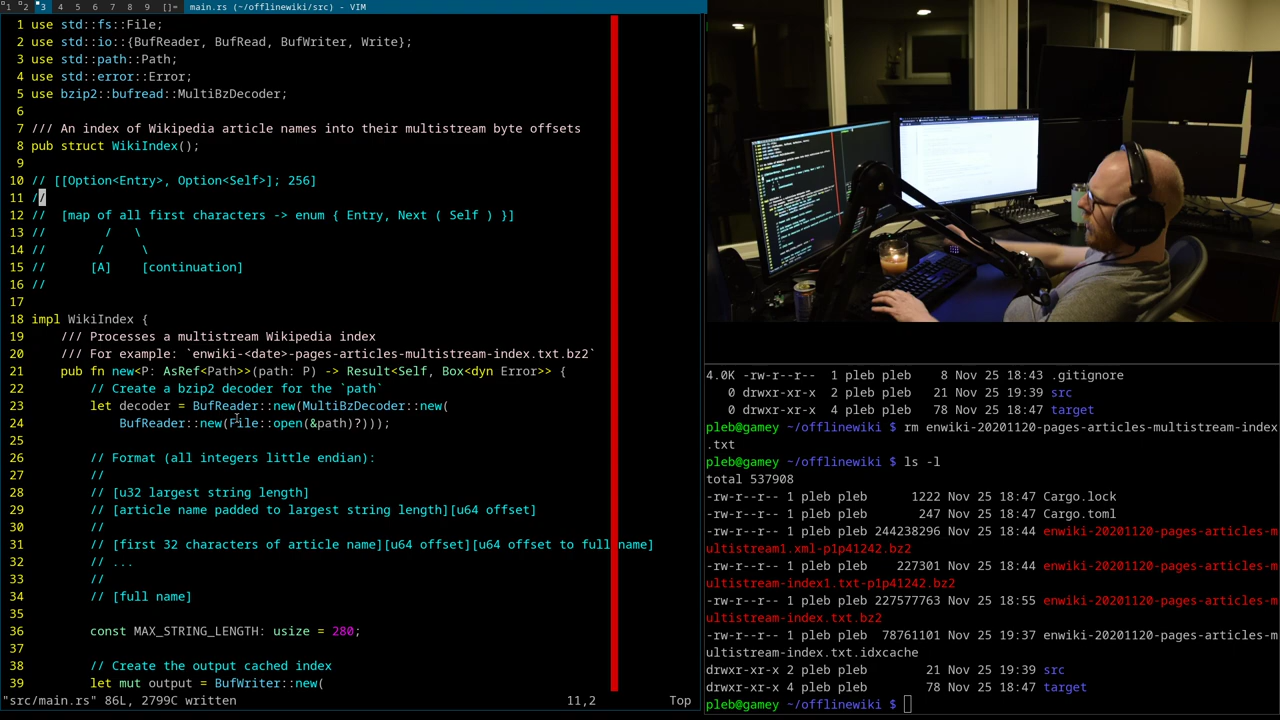 1 2 3 4 5 6 7 8 9 []= main.rs (~/offlinewiki/src) - VIM
1 use std::fs::File;
2 use std::io::{BufReader, BufRead, BufWriter, Write};
3 use std::path::Path;
4 use std::error::Error;
5 use bzip2::bufread::MultiBzDecoder;
6
7 /// An index of Wikipedia article names into their multistream byte offsets
8 pub struct WikiIndex();
9
10 // [[Option<Entry>, Option<Self>]; 256]
11 //
12 //  [map of all first characters -> enum { Entry, Next ( Self ) }]
13 //        /   \
14 //       /     \
15 //      [A]    [continuation]
16 //
17
18 impl WikiIndex {
19     /// Processes a multistream Wikipedia index
20     /// For example: `enwiki-<date>-pages-articles-multistream-index.txt.bz2`
21     pub fn new<P: AsRef<Path>>(path: P) -> Result<Self, Box<dyn Error>> {
22         // Create a bzip2 decoder for the `path`
23         let decoder = BufReader::new(MultiBzDecoder::new(
24             BufReader::new(File::open(&path)?)));
25
26         // Format (all integers little endian):
27         //
28         // [u32 largest string length]
29         // [article name padded to largest string length][u64 offset]
30         //
31         // [first 32 characters of article name][u64 offset][u64 offset to full name]
32         // ...
33         //
34         // [full name]
35
36         const MAX_STRING_LENGTH: usize = 280;
37
38         // Create the output cached index
39         let mut output = BufWriter::new(
"src/main.rs" 86L, 2799C written 11,2 Top
4.0K -rw-r--r--  1 pleb pleb    8 Nov 25 18:43 .gitignore
0 drwxr-xr-x  2 pleb pleb   21 Nov 25 19:39 src
0 drwxr-xr-x  4 pleb pleb   78 Nov 25 18:47 target
pleb@gamey ~/offlinewiki $ rm enwiki-20201120-pages-articles-multistream-index
.txt
pleb@gamey ~/offlinewiki $ ls -l
total 537908
-rw-r--r-- 1 pleb pleb      1222 Nov 25 18:47 Cargo.lock
-rw-r--r-- 1 pleb pleb       247 Nov 25 18:47 Cargo.toml
-rw-r--r-- 1 pleb pleb 244238296 Nov 25 18:44 enwiki-20201120-pages-articles-m
ultistream1.xml-p1p41242.bz2
-rw-r--r-- 1 pleb pleb    227301 Nov 25 18:44 enwiki-20201120-pages-articles-m
ultistream-index1.txt-p1p41242.bz2
-rw-r--r-- 1 pleb pleb 227577763 Nov 25 18:55 enwiki-20201120-pages-articles-m
ultistream-index.txt.bz2
-rw-r--r-- 1 pleb pleb  78761101 Nov 25 19:37 enwiki-20201120-pages-articles-m
ultistream-index.txt.idxcache
drwxr-xr-x 2 pleb pleb        21 Nov 25 19:39 src
drwxr-xr-x 4 pleb pleb        78 Nov 25 18:47 target
pleb@gamey ~/offlinewiki $